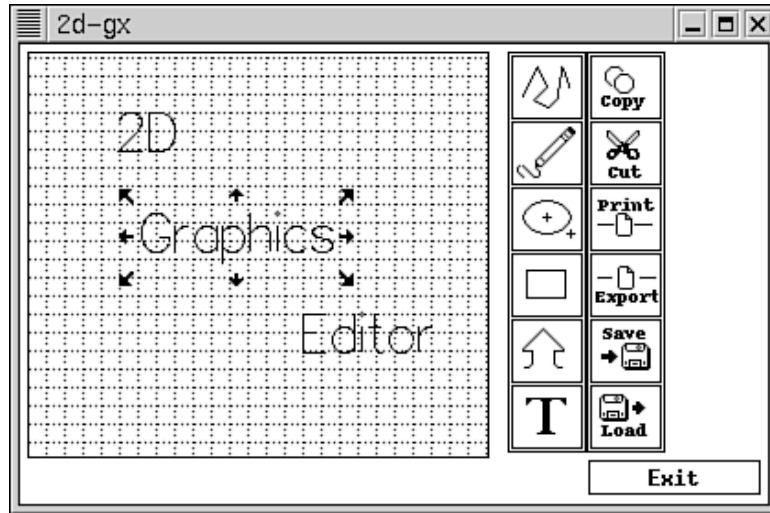 2d-gx
2D
Graphics
Editor
Copy
Cut
Print
Export
Save
T
Load
Exit